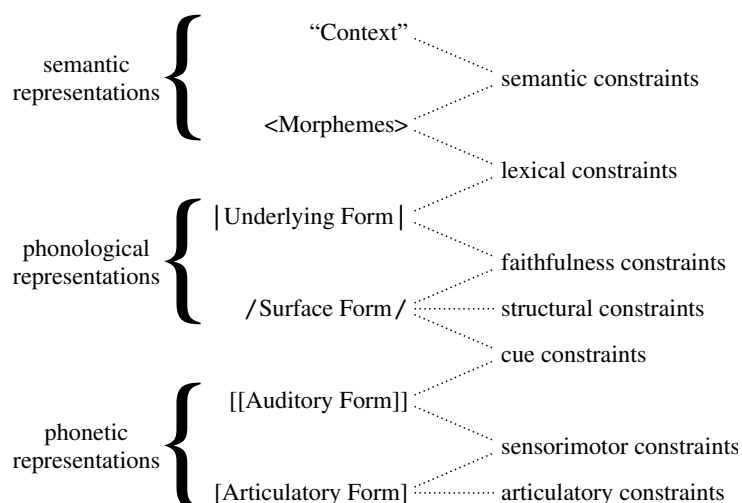 “Context”
semantic
representations
semantic constraints
<Morphemes>
lexical constraints
|Underlying Form|
phonological
representations
faithfulness constraints
/Surface Form/
structural constraints
cue constraints
[[Auditory Form]]
phonetic
representations
sensorimotor constraints
[Articulatory Form]
articulatory constraints